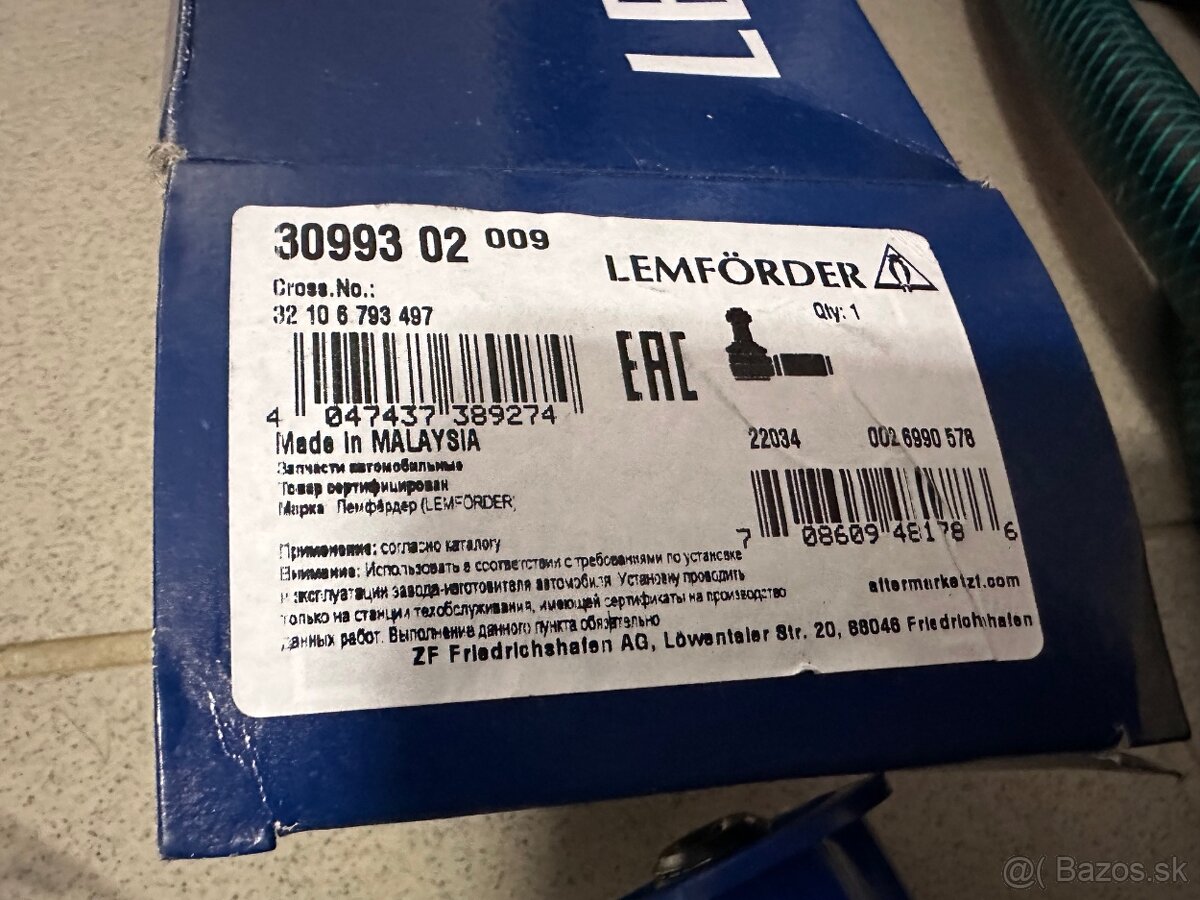 LE
30993 02 009
LEMFÖRDER
Cross.No.:
32 10 6 793 497
Qty: 1
EAC
4 047437 389274
Made in MALAYSIA
22034 002 6990 578
Запчасти автомобильные
Товар сертифицирован
Марка Лемфёрдер (LEMFÖRDER)
7 08609 48178 6
Применение: согласно каталогу
Внимание: Использовать в соответствии с требованиями по установке
и эксплуатации завода-изготовителя автомобиля. Установку проводить
только на станции техобслуживания, имеющей сертификаты на производство
данных работ. Выполнение данного пункта обязательно
aftermarketzf.com
ZF Friedrichshafen AG, Löwentaler Str. 20, 88046 Friedrichshafen
@( Bazos.sk